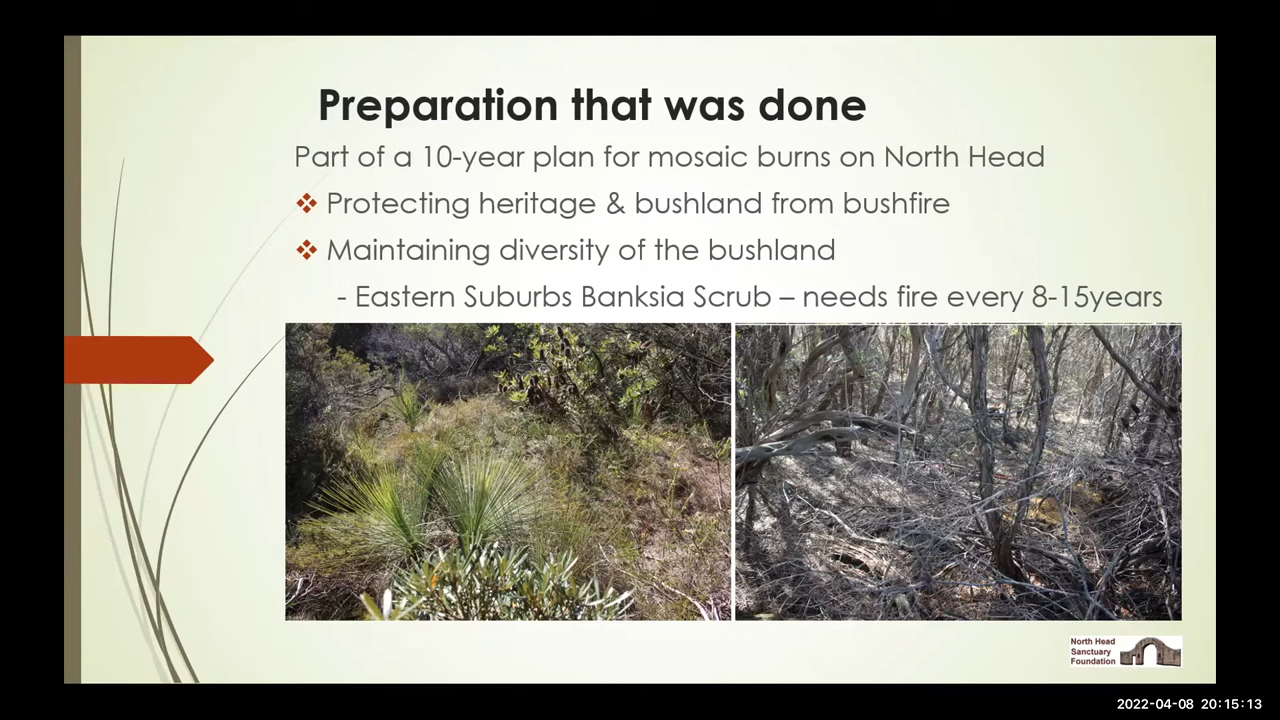 Preparation that was done
Part of a 10-year plan for mosaic burns on North Head
Protecting heritage & bushland from bushfire
Maintaining diversity of the bushland
- Eastern Suburbs Banksia Scrub – needs fire every 8-15years
North Head
Sanctuary
Foundation
2022-04-08 20:15:13